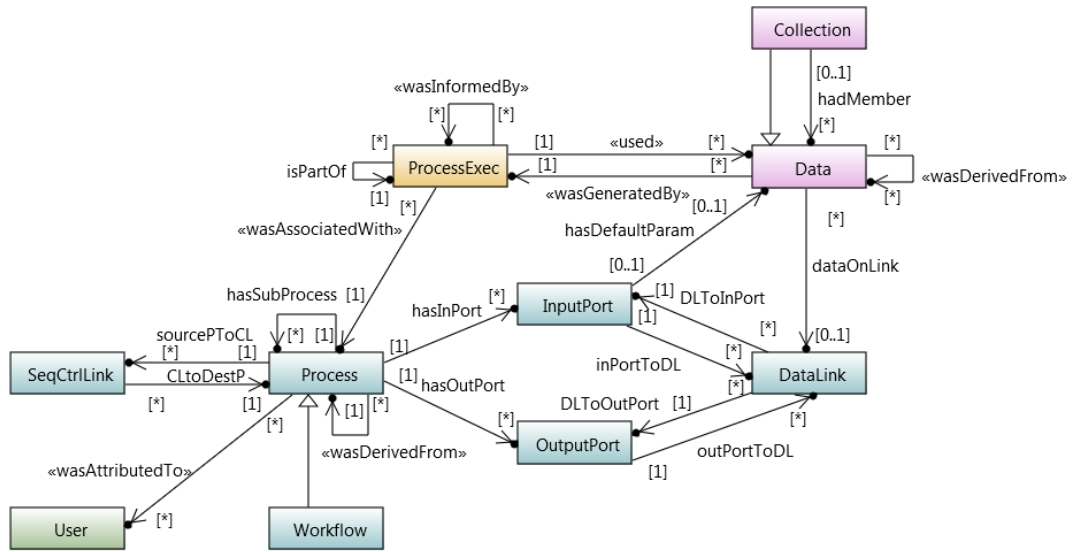 Collection
[0..1]
hadMember
[*]
«wasInformedBy»
[*]
[*]
[*]
ProcessExec
isPartOf
[1]
[*]
[1]
«used»
[*]
[1]
[*]
«wasGeneratedBy»
Data
[*]
[*]
«wasDerivedFrom»
«wasAssociatedWith»
[1]
[0..1]
hasDefaultParam
[0..1]
[*]
dataOnLink
[0..1]
hasSubProcess
[*]
[1]
hasInPort
[1]
[*]
InputPort
[1]
DLToInPort
[*]
[1]
inPortToDL
[*]
sourcePToCL
[*]
[1]
SeqCtrlLink
CLtoDestP
[*]
[1]
Process
[1]
hasOutPort
[*]
DataLink
[*]
DLToOutPort
[1]
[*]
OutputPort
outPortToDL
[1]
[*]
[1]
[*]
«wasDerivedFrom»
«wasAttributedTo»
[*]
User
Workflow